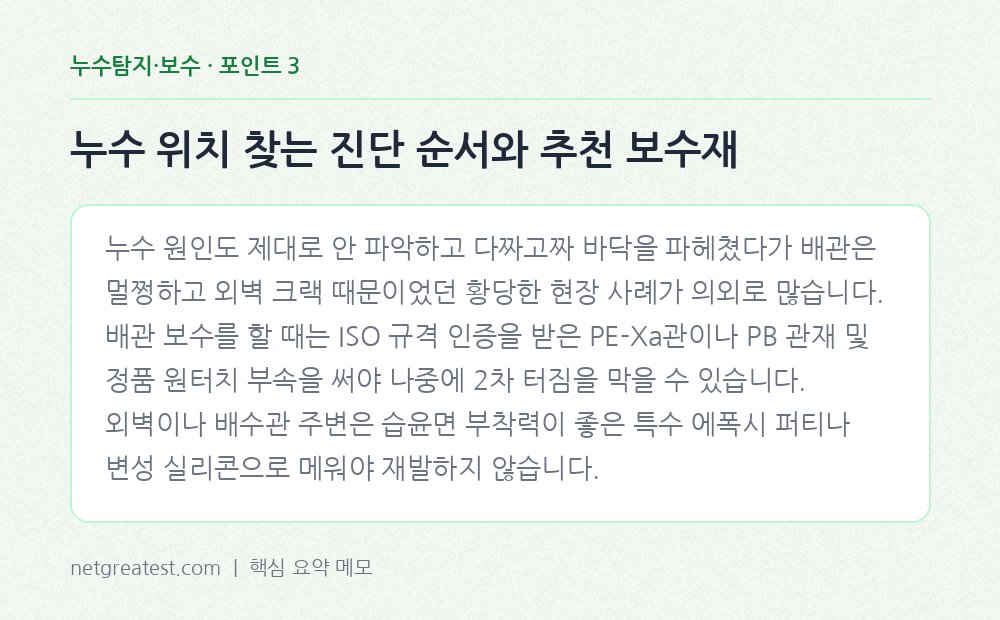 누수탐지·보수 · 포인트 3
누수 위치 찾는 진단 순서와 추천 보수재
누수 원인도 제대로 안 파악하고 다짜고짜 바닥을 파헤쳤다가 배관은
멀쩡하고 외벽 크랙 때문이었던 황당한 현장 사례가 의외로 많습니다.
배관 보수를 할 때는 ISO 규격 인증을 받은 PE-Xa관이나 PB 관재 및
정품 원터치 부속을 써야 나중에 2차 터짐을 막을 수 있습니다.
외벽이나 배수관 주변은 습윤면 부착력이 좋은 특수 에폭시 퍼티나
변성 실리콘으로 메워야 재발하지 않습니다.
netgreatest.com | 핵심 요약 메모